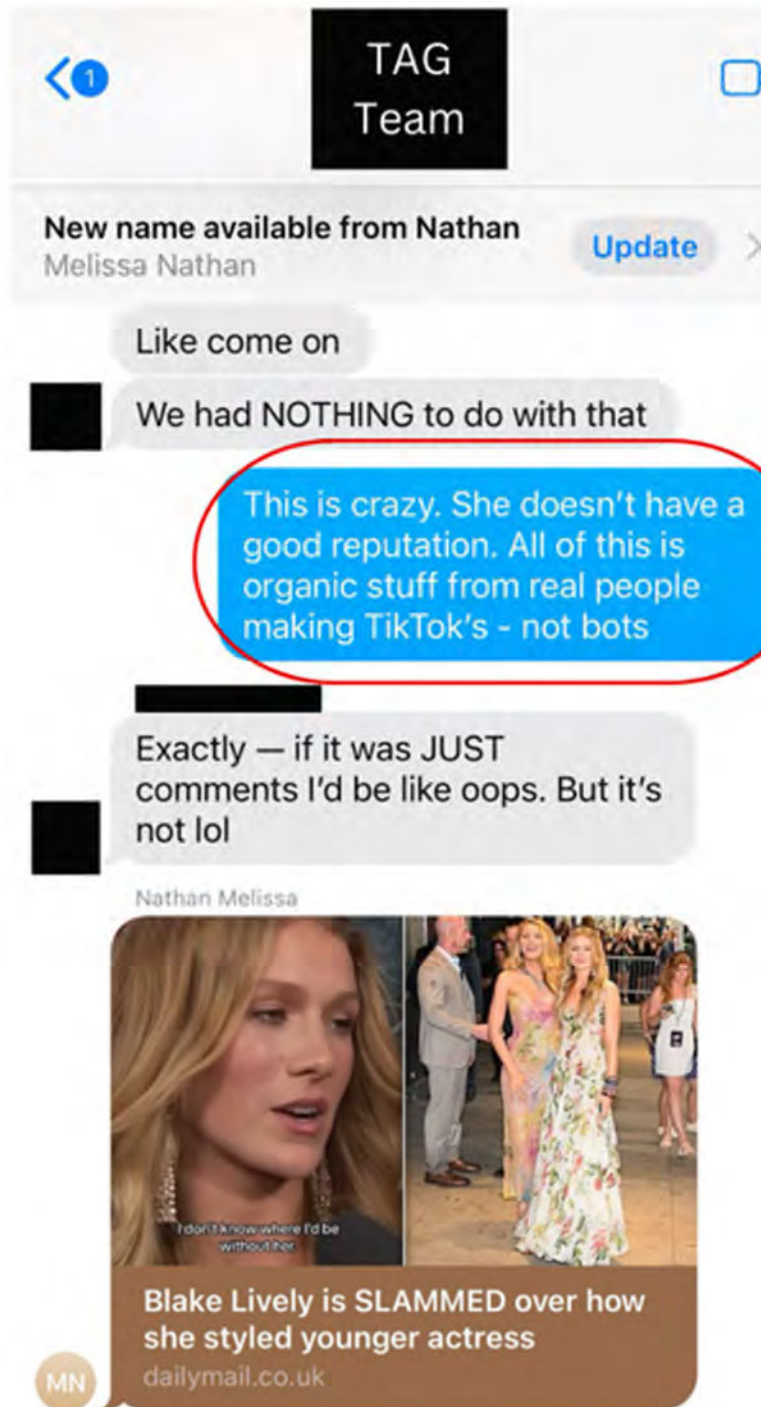 1
TAG
Team
New name available from Nathan
Melissa Nathan
Update
Like come on
We had NOTHING to do with that
This is crazy. She doesn't have a
good reputation. All of this is
organic stuff from real people
making TikTok's - not bots
Exactly — if it was JUST
comments I'd be like oops. But it's
not lol
Nathan Melissa
I don't know where I'd be
without her.
Blake Lively is SLAMMED over how
she styled younger actress
dailymail.co.uk
MN